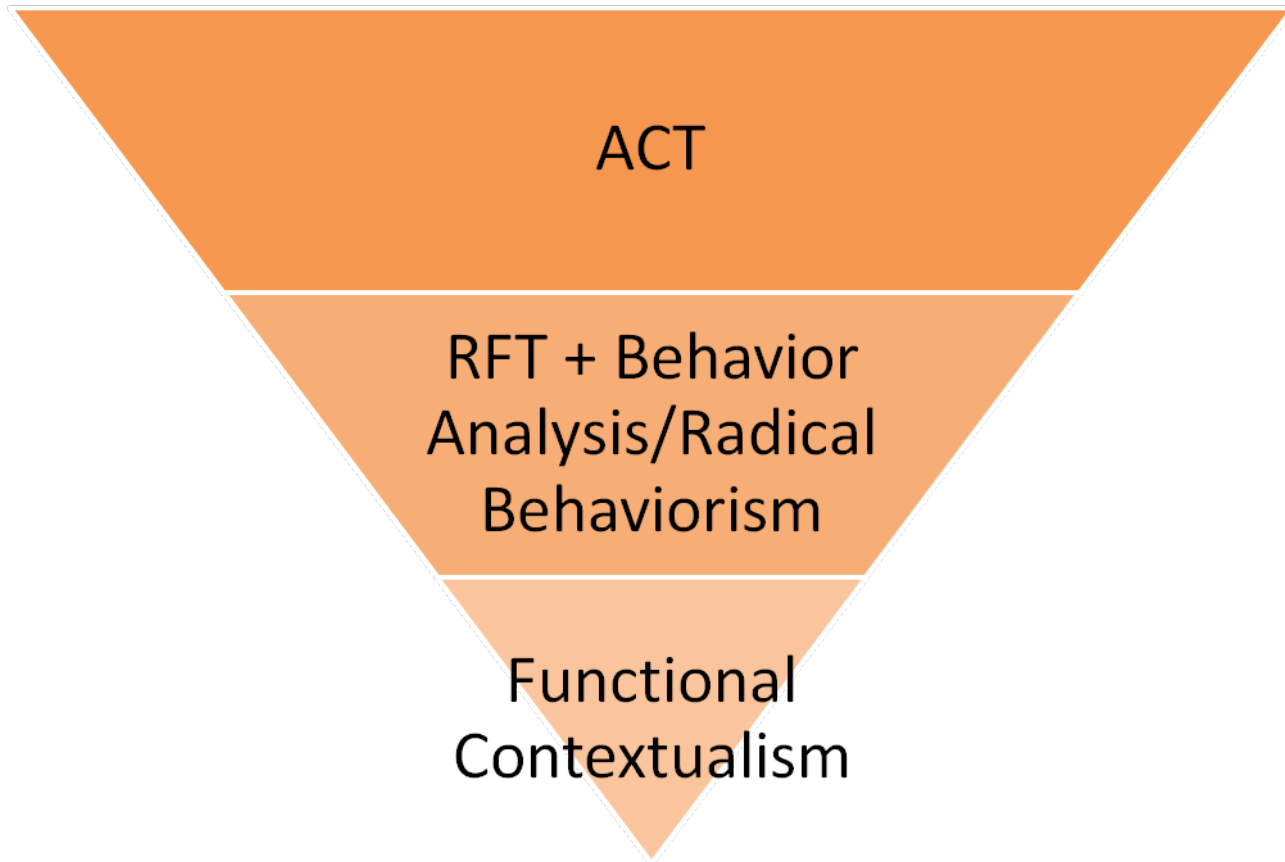 ACT
RFT + Behavior
Analysis/Radical
Behaviorism
Functional
Contextualism